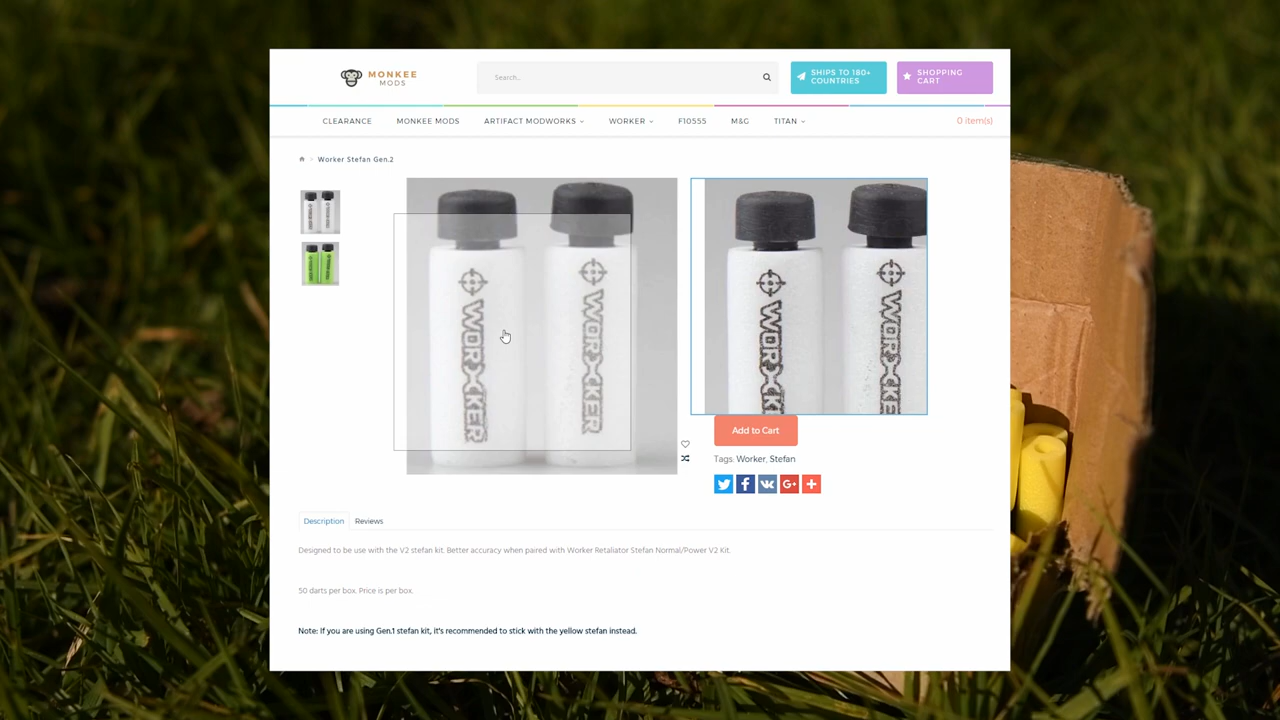 MONKEE
MODS
Search...
SHIPS TO 180+
COUNTRIES
SHOPPING
CART
CLEARANCE
MONKEE MODS
ARTIFACT MODWORKS
WORKER
F10555
M&G
TITAN
0 item(s)
Worker Stefan Gen.2
WORKER
WORKER
WORKER
WORKER
Add to Cart
Tags: Worker, Stefan
Description
Reviews
Designed to be use with the V2 stefan kit. Better accuracy when paired with Worker Retaliator Stefan Normal/Power V2 Kit.
50 darts per box. Price is per box.
Note: If you are using Gen.1 stefan kit, it's recommended to stick with the yellow stefan instead.